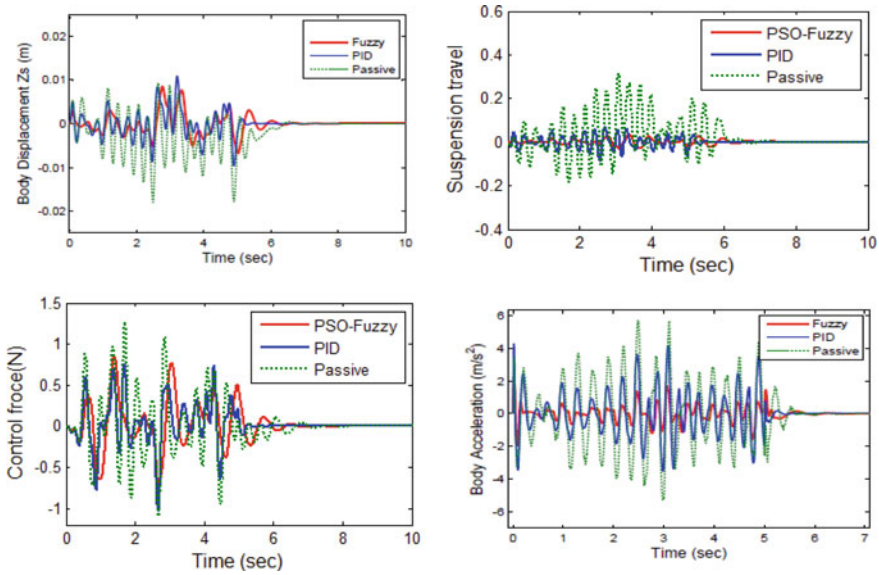 Body Displacement Zs (m)
0.02
0.01
0
-0.01
-0.02
Fuzzy
PID
Passive
0 2 4 6 8 10
Time (sec)
Suspension travel
0.6
0.4
0.2
0
-0.2
-0.4
PSO-Fuzzy
PID
Passive
0 2 4 6 8 10
Time (sec)
Control froce(N)
1.5
1
0.5
0
-0.5
-1
PSO-Fuzzy
PID
Passive
0 2 4 6 8 10
Time (sec)
Body Acceleration (m/s²)
6
4
2
0
-2
-4
-6
Fuzzy
PID
Passive
0 1 2 3 4 5 6 7
Time (sec)